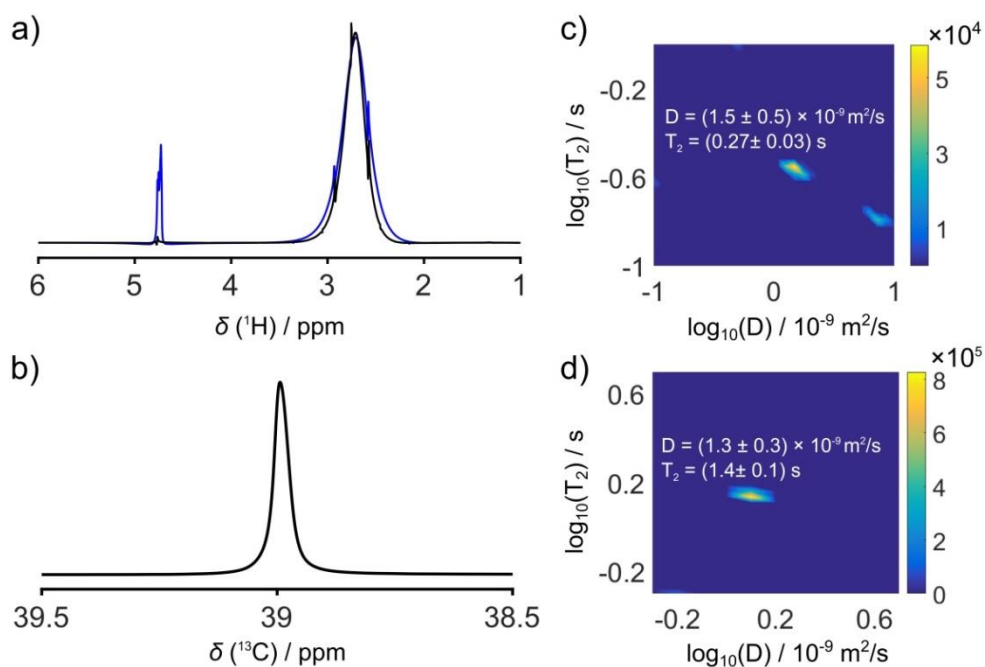 a)
6 5 4 3 2 1
δ (¹H) / ppm
b)
39.5 39 38.5
δ (¹³C) / ppm
c)
×10⁴
D = (1.5 ± 0.5) × 10⁻⁹ m²/s
T₂ = (0.27± 0.03) s
-0.2
-0.6
-1
log₁₀(T₂) / s
-1 0 1
log₁₀(D) / 10⁻⁹ m²/s
5
4
3
2
1
0
d)
×10⁵
D = (1.3 ± 0.3) × 10⁻⁹ m²/s
T₂ = (1.4± 0.1) s
0.6
0.2
-0.2
log₁₀(T₂) / s
-0.2 0.2 0.6
log₁₀(D) / 10⁻⁹ m²/s
8
6
4
2
0